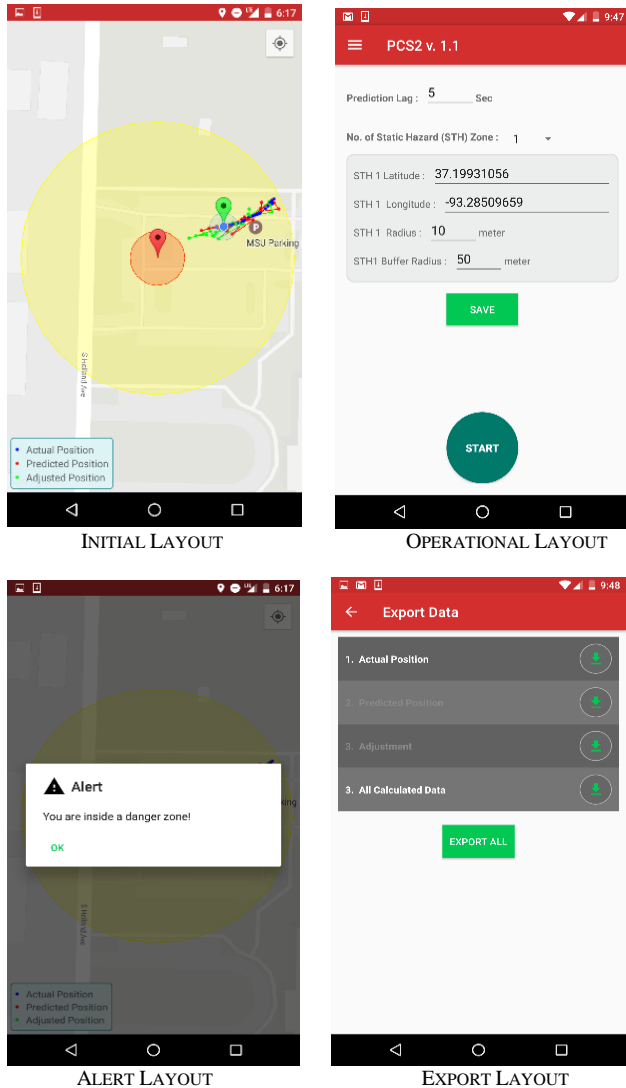 6:17
P
MSU Parking
S Holland Ave
Actual Position
Predicted Position
Adjusted Position
INITIAL LAYOUT
9:47
PCS2 v. 1.1
Prediction Lag : 5 Sec
No. of Static Hazard (STH) Zone : 1
STH 1 Latitude : 37.19931056
STH 1 Longitude : -93.28509659
STH 1 Radius : 10 meter
STH1 Buffer Radius : 50 meter
SAVE
START
OPERATIONAL LAYOUT
6:17
Alert
You are inside a danger zone!
OK
king
S Holland Ave
Actual Position
Predicted Position
Adjusted Position
ALERT LAYOUT
9:48
Export Data
1. Actual Position
2. Predicted Position
3. Adjustment
3. All Calculated Data
EXPORT ALL
EXPORT LAYOUT